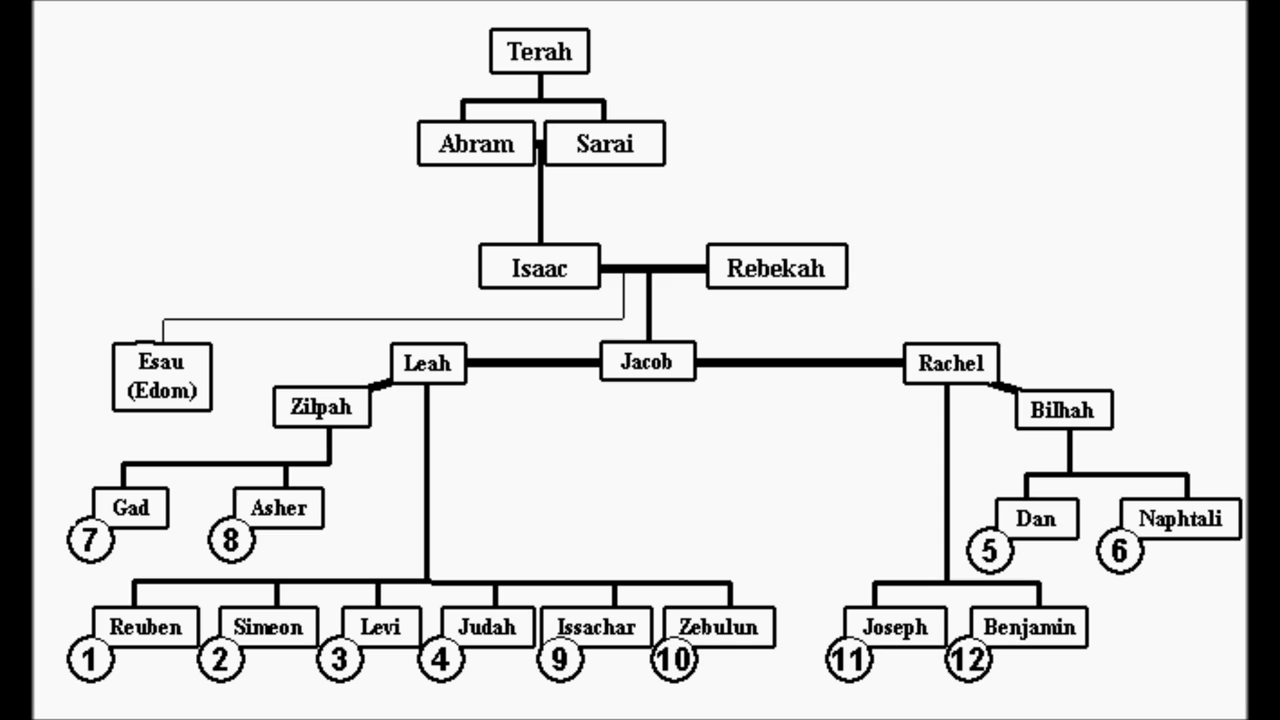 Terah
Abram
Sarai
Isaac
Rebekah
Esau
(Edom)
Leah
Jacob
Rachel
Zilpah
Bilhah
Gad
7
Asher
8
Dan
5
Naphtali
6
Reuben
1
Simeon
2
Levi
3
Judah
4
Issachar
9
Zebulun
10
Joseph
11
Benjamin
12